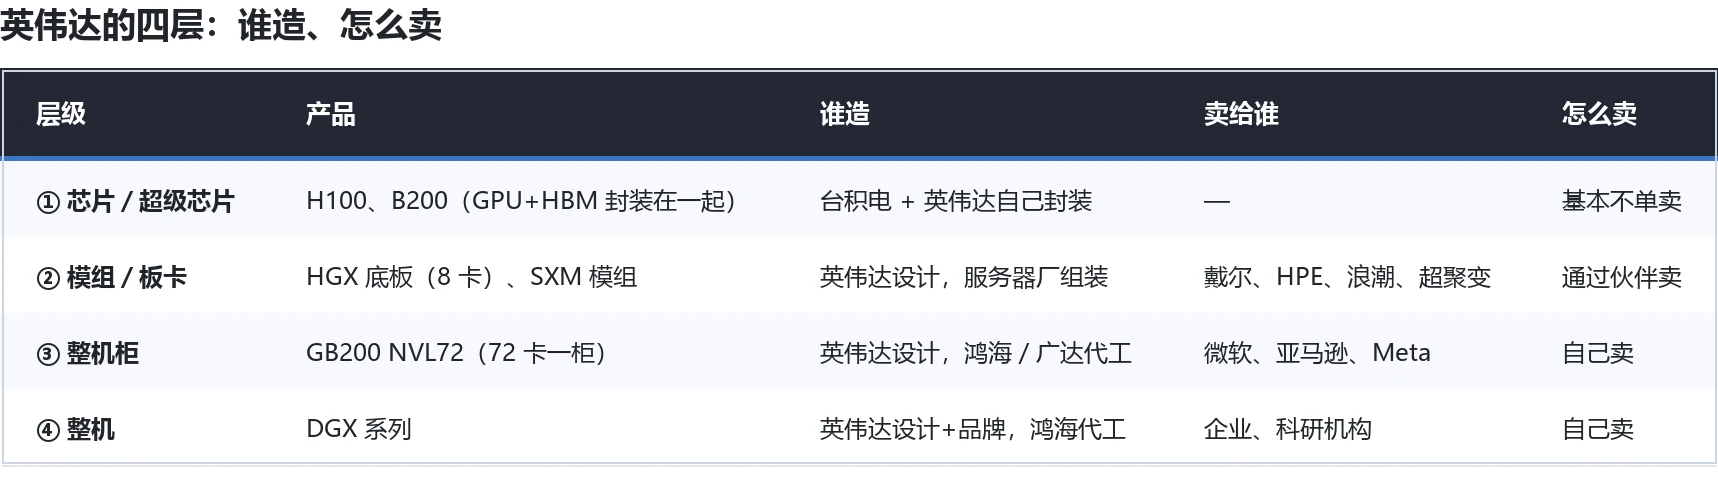 英伟达的四层：谁造、怎么卖
层级 产品 谁造 卖给谁 怎么卖
① 芯片 / 超级芯片 H100、B200（GPU+HBM 封装在一起） 台积电 + 英伟达自己封装 — 基本不单卖
② 模组 / 板卡 HGX 底板（8 卡）、SXM 模组 英伟达设计，服务器厂组装 戴尔、HPE、浪潮、超聚变 通过伙伴卖
③ 整机柜 GB200 NVL72（72 卡一柜） 英伟达设计，鸿海 / 广达代工 微软、亚马逊、Meta 自己卖
④ 整机 DGX 系列 英伟达设计+品牌，鸿海代工 企业、科研机构 自己卖